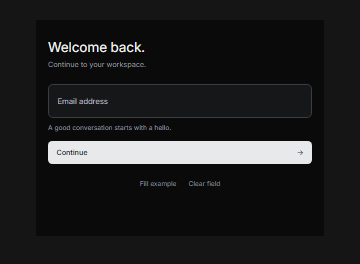 Welcome back.
Continue to your workspace.
Email address
A good conversation starts with a hello.
Continue →
Fill example Clear field